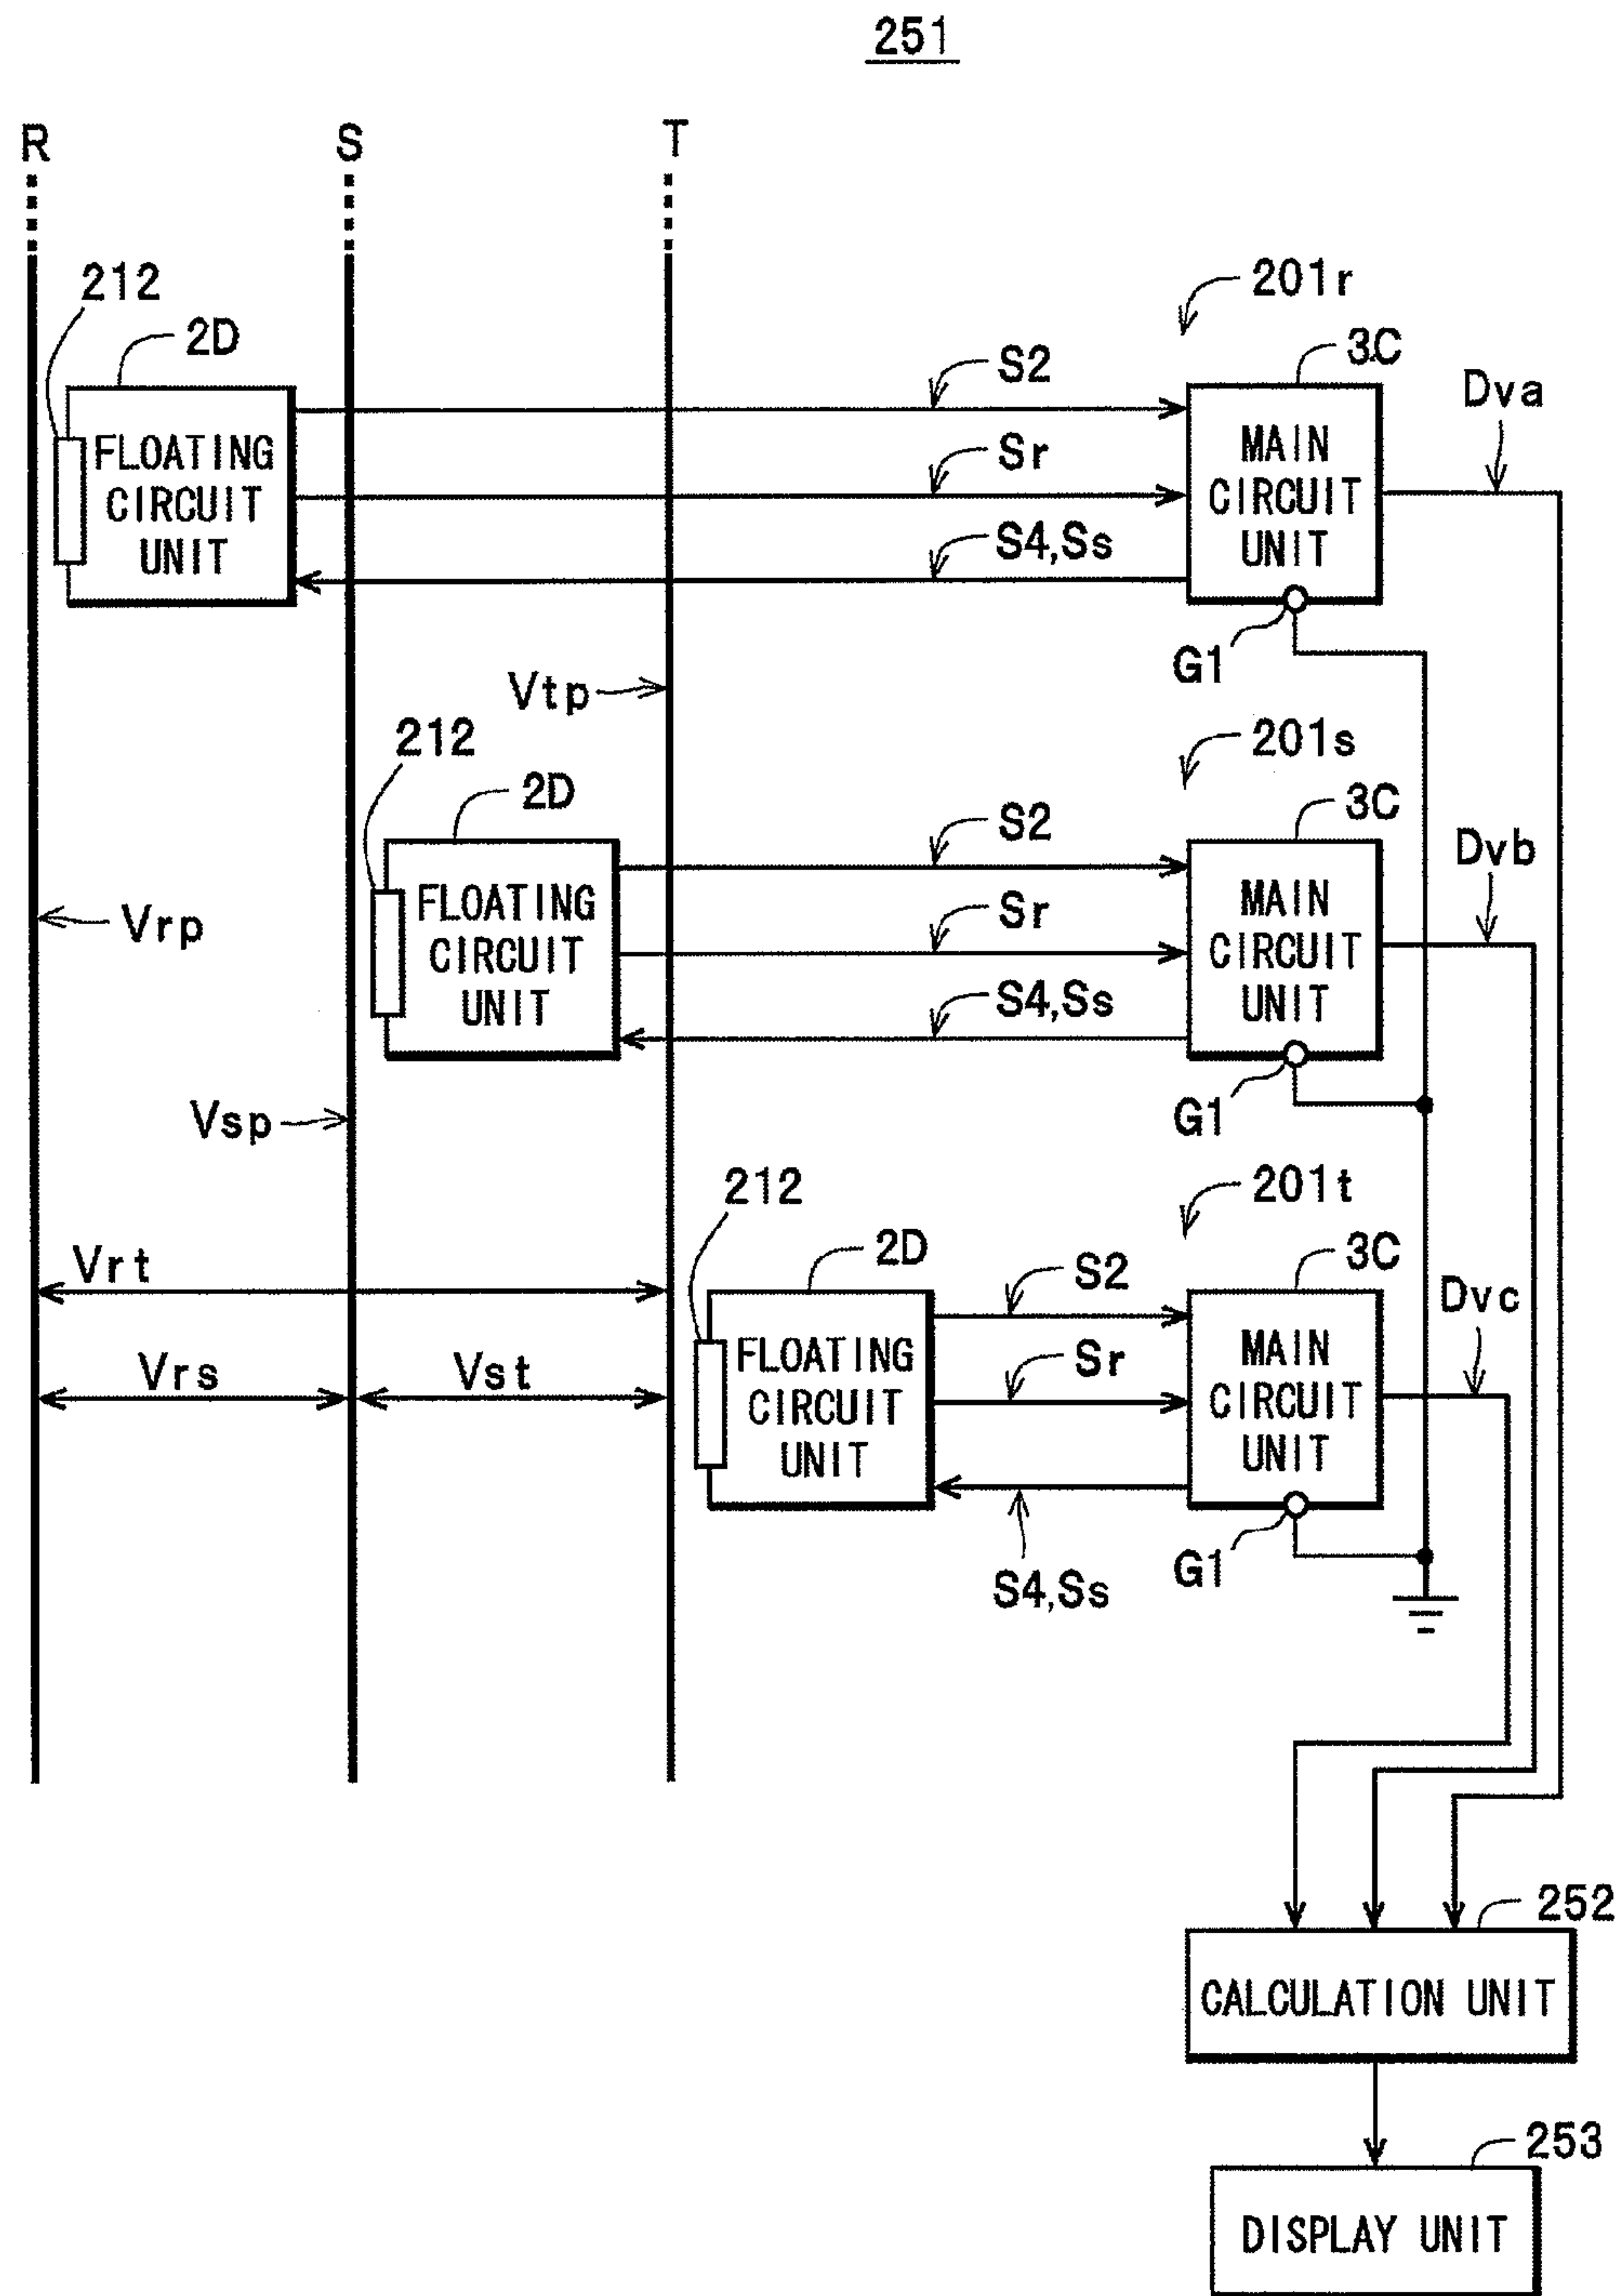 251
R
S
T
212
2D
FLOATING
CIRCUIT
UNIT
S2
Sr
S4,Ss
201r
3C
MAIN
CIRCUIT
UNIT
Dva
G1
Vtp
212
2D
FLOATING
CIRCUIT
UNIT
S2
Sr
S4,Ss
201s
3C
MAIN
CIRCUIT
UNIT
Dvb
G1
Vrp
Vsp
212
2D
FLOATING
CIRCUIT
UNIT
S2
Sr
S4,Ss
201t
3C
MAIN
CIRCUIT
UNIT
Dvc
G1
Vrt
Vrs
Vst
252
CALCULATION UNIT
253
DISPLAY UNIT